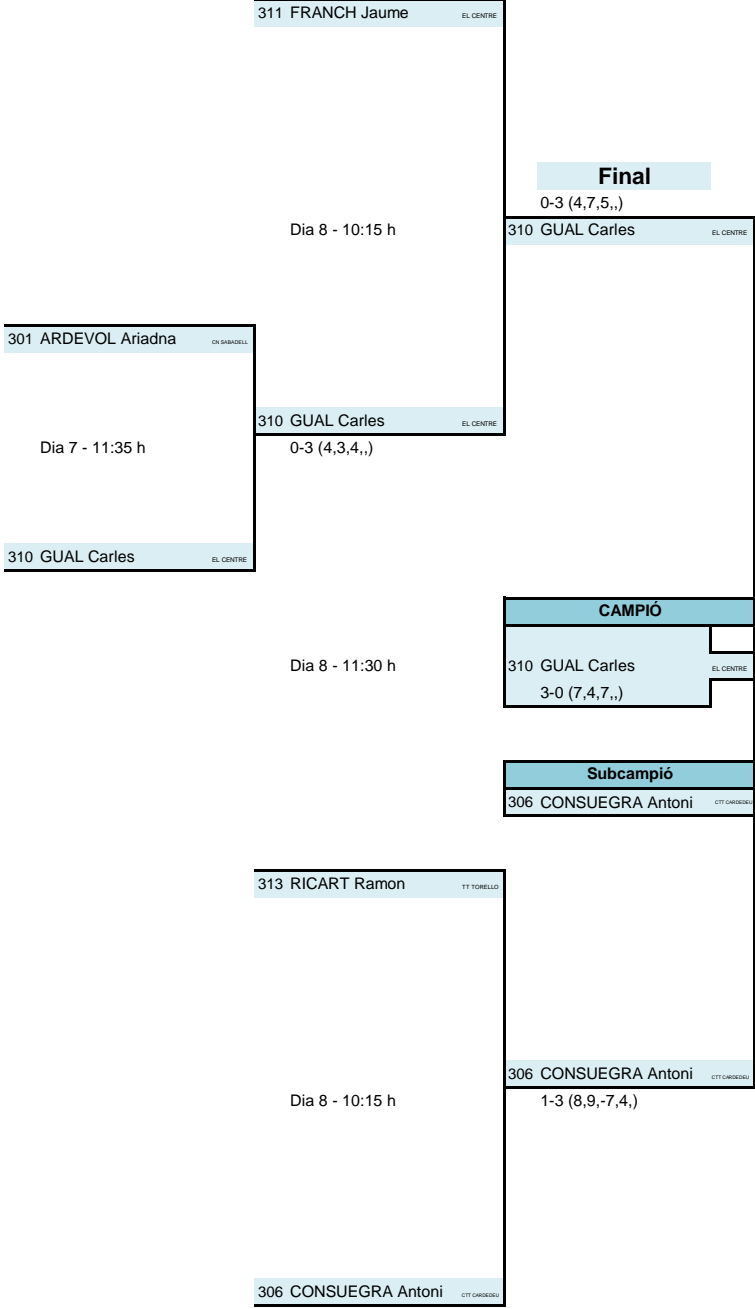 311 FRANCH Jaume EL CENTRE
Final
0-3 (4,7,5,,)
Dia 8 - 10:15 h
310 GUAL Carles EL CENTRE
301 ARDEVOL Ariadna CN SABADELL
310 GUAL Carles EL CENTRE
Dia 7 - 11:35 h
0-3 (4,3,4,,)
310 GUAL Carles EL CENTRE
CAMPIÓ
Dia 8 - 11:30 h
310 GUAL Carles EL CENTRE
3-0 (7,4,7,,)
Subcampió
306 CONSUEGRA Antoni CTT CARDEDEU
313 RICART Ramon TT TORELLO
306 CONSUEGRA Antoni CTT CARDEDEU
Dia 8 - 10:15 h
1-3 (8,9,-7,4,)
306 CONSUEGRA Antoni CTT CARDEDEU